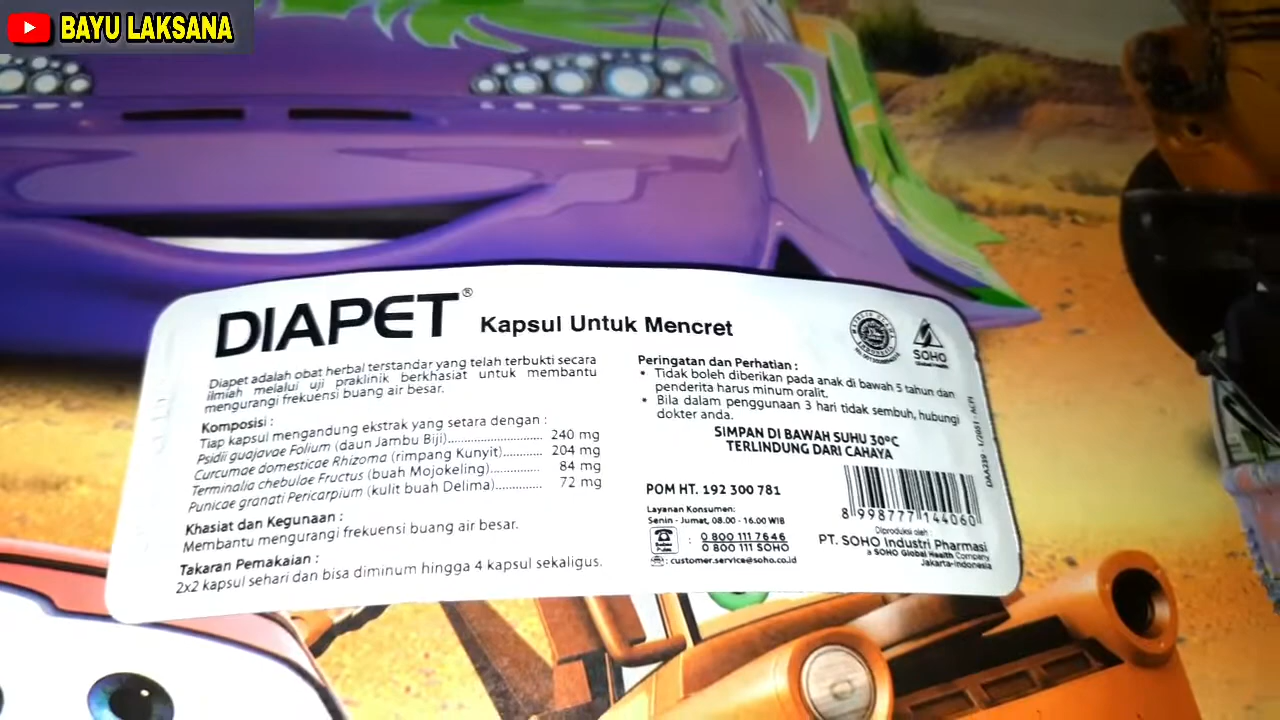 BAYU LAKSANA
DIAPET® Kapsul Untuk Mencret
Diapet adalah obat herbal terstandar yang telah terbukti secara
ilmiah melalui uji praklinik berkhasiat untuk membantu
mengurangi frekuensi buang air besar.
Komposisi :
Tiap kapsul mengandung ekstrak yang setara dengan :
Psidii guajavae Folium (daun Jambu Biji)............................ 240 mg
Curcumae domesticae Rhizoma (rimpang Kunyit)............ 204 mg
Terminalia chebulae Fructus (buah Mojokeling)............... 84 mg
Punicae granati Pericarpium (kulit buah Delima).............. 72 mg
Khasiat dan Kegunaan :
Membantu mengurangi frekuensi buang air besar.
Takaran Pemakaian :
2x2 kapsul sehari dan bisa diminum hingga 4 kapsul sekaligus.
Peringatan dan Perhatian :
• Tidak boleh diberikan pada anak di bawah 5 tahun dan
penderita harus minum oralit.
• Bila dalam penggunaan 3 hari tidak sembuh, hubungi
dokter anda.
SIMPAN DI BAWAH SUHU 30°C
TERLINDUNG DARI CAHAYA
POM HT. 192 300 781
Layanan Konsumen:
Senin - Jumat, 08.00 - 16.00 WIB
: 0 800 111 7646
0 800 111 SOHO
: customer.service@soho.co.id
SOHO
8 998777 144060
Diproduksi oleh :
PT. SOHO Industri Pharmasi
a SOHO Global Health Company
Jakarta-Indonesia